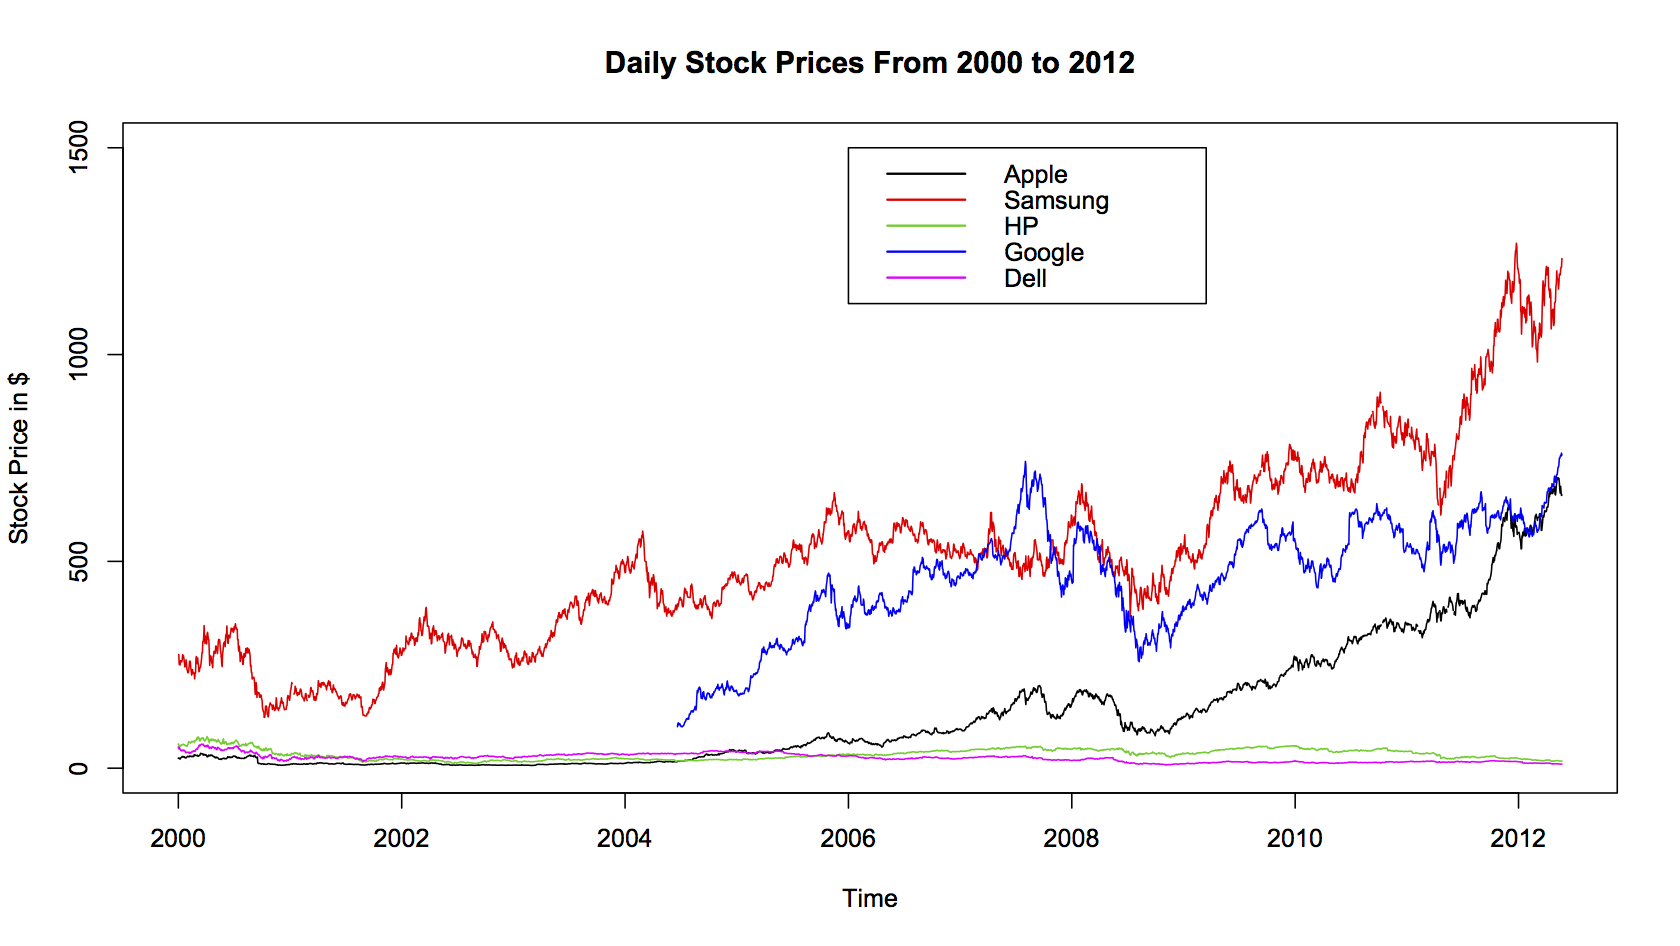 Daily Stock Prices From 2000 to 2012
Stock Price in $
1500
1000
500
0
Apple
Samsung
HP
Google
Dell
2000 2002 2004 2006 2008 2010 2012
Time